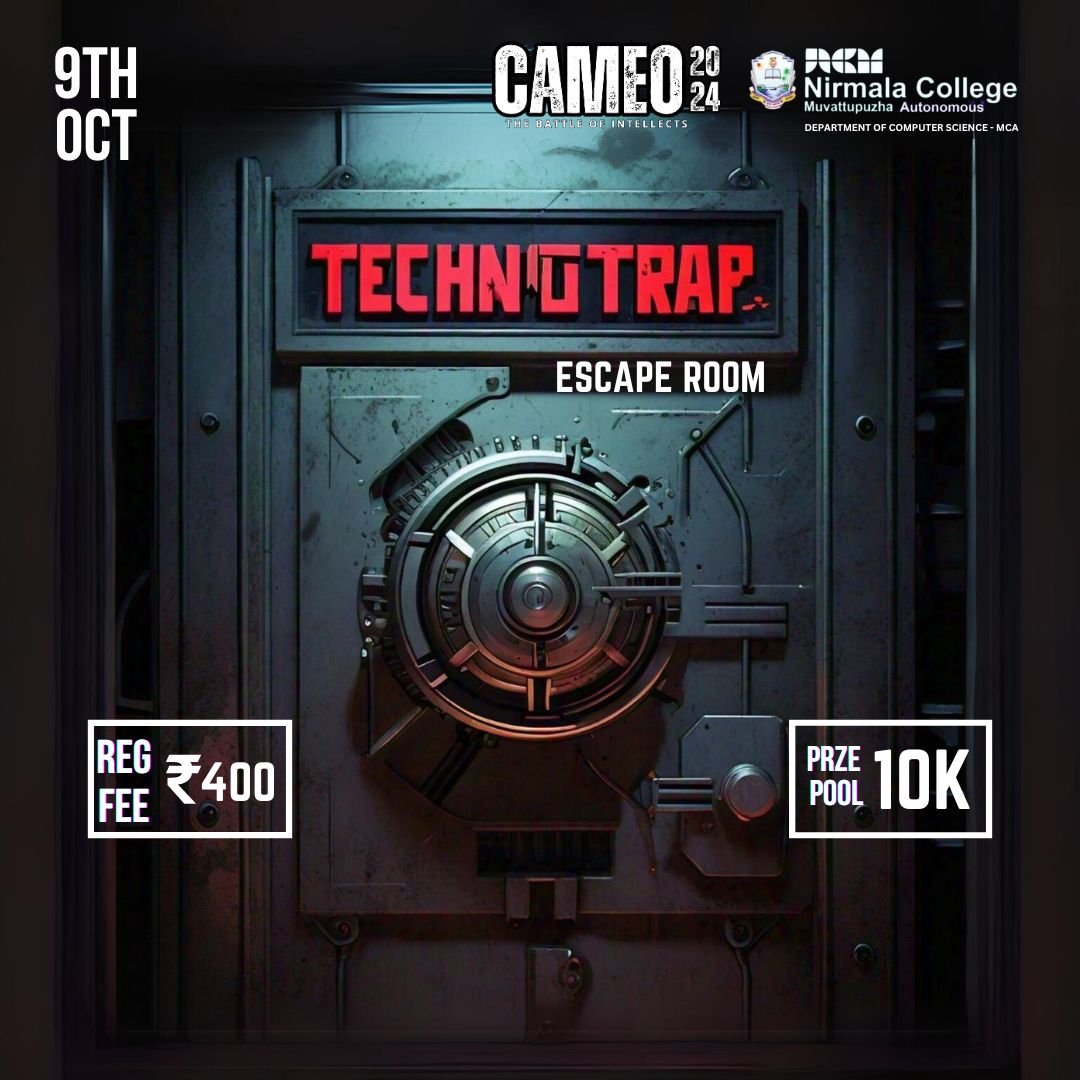 9TH
OCT
CAMEO 20
24
THE BATTLE OF INTELLECTS
Nirmala College
Muvattupuzha Autonomous
DEPARTMENT OF COMPUTER SCIENCE - MCA
TECHNOTRAP
ESCAPE ROOM
REG
FEE
₹400
PRZE
POOL
10K